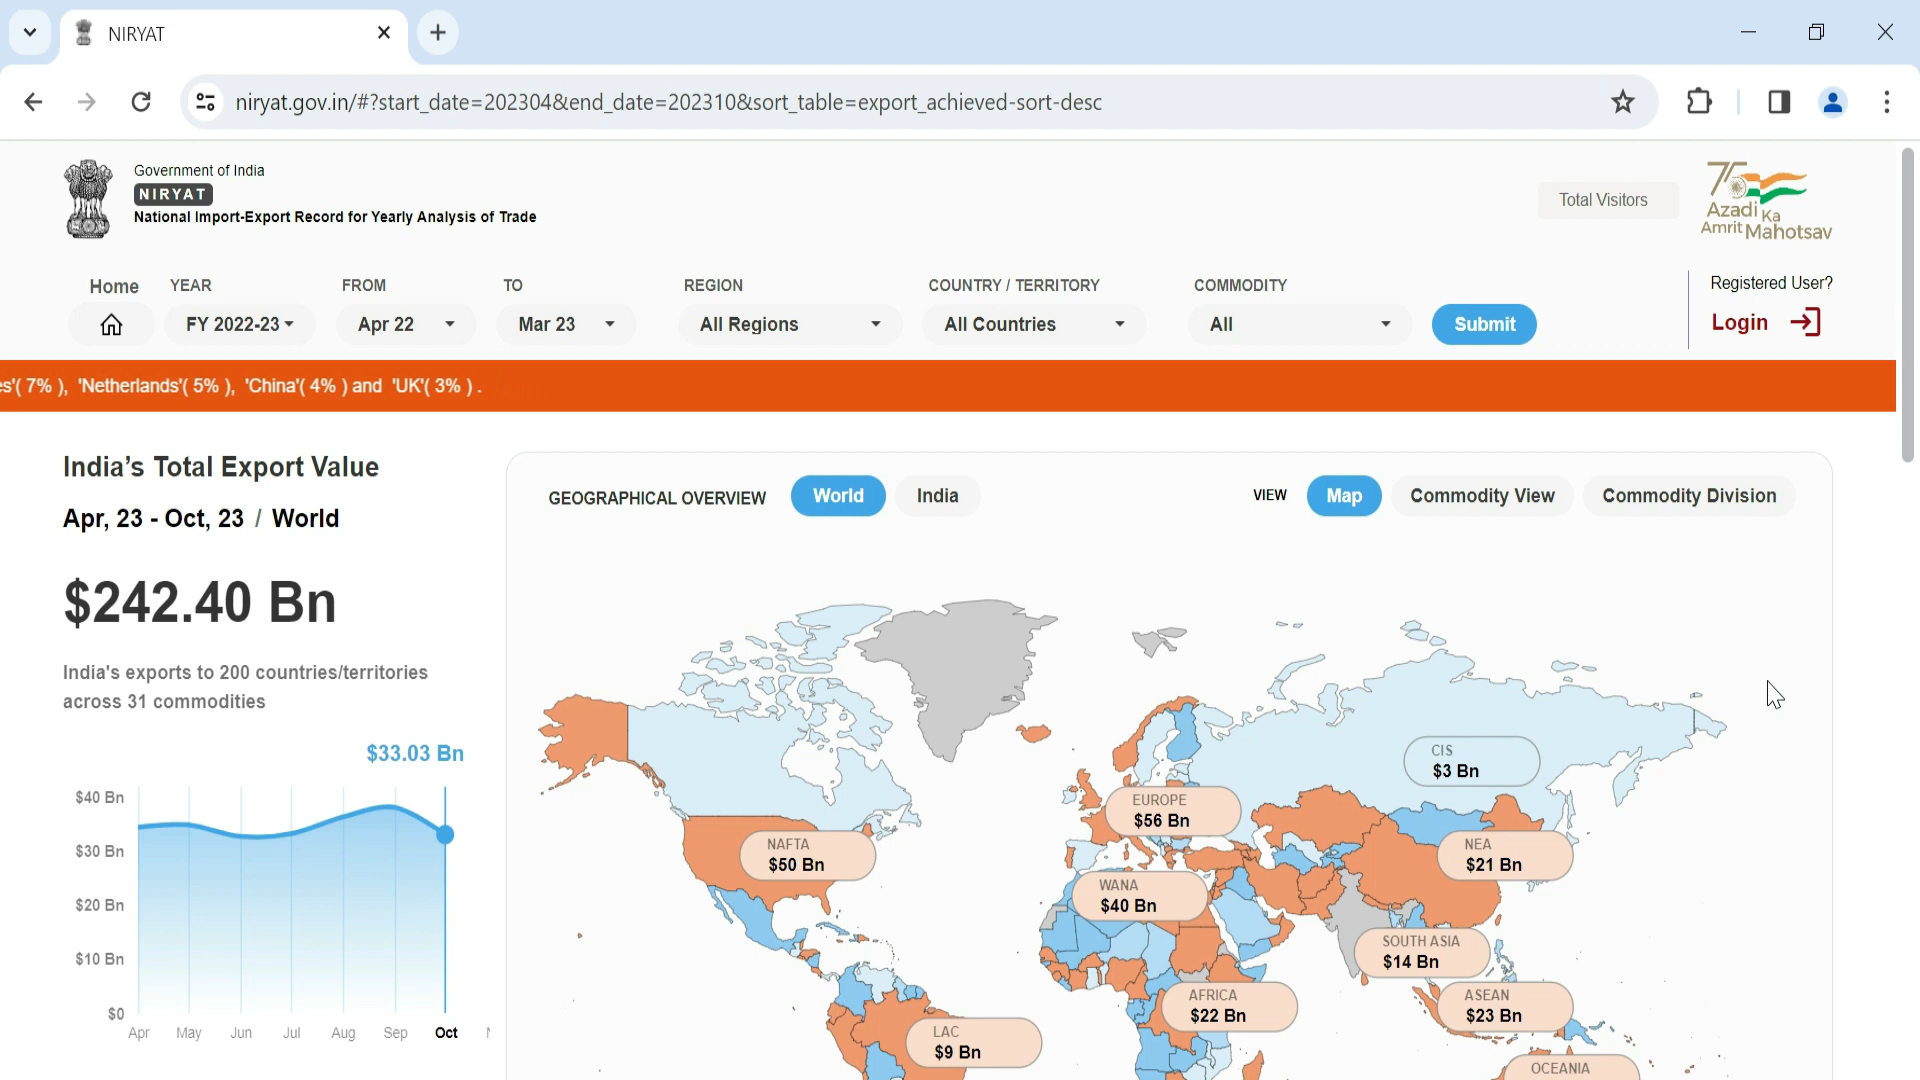 NIRYAT
niryat.gov.in/#?start_date=202304&end_date=202310&sort_table=export_achieved-sort-desc
Government of India
NIRYAT
National Import-Export Record for Yearly Analysis of Trade
Total Visitors
75
Azadi Ka
Amrit Mahotsav
Home
YEAR
FROM
TO
REGION
COUNTRY / TERRITORY
COMMODITY
FY 2022-23
Apr 22
Mar 23
All Regions
All Countries
All
Submit
Registered User?
Login
es'( 7% ), 'Netherlands'( 5% ), 'China'( 4% ) and 'UK'( 3% ) .
India’s Total Export Value
Apr, 23 - Oct, 23 / World
$242.40 Bn
India's exports to 200 countries/territories
across 31 commodities
$33.03 Bn
$40 Bn
$30 Bn
$20 Bn
$10 Bn
$0
Apr May Jun Jul Aug Sep Oct
GEOGRAPHICAL OVERVIEW
World
India
VIEW
Map
Commodity View
Commodity Division
CIS
$3 Bn
EUROPE
$56 Bn
NAFTA
$50 Bn
NEA
$21 Bn
WANA
$40 Bn
SOUTH ASIA
$14 Bn
AFRICA
$22 Bn
ASEAN
$23 Bn
LAC
$9 Bn
OCEANIA